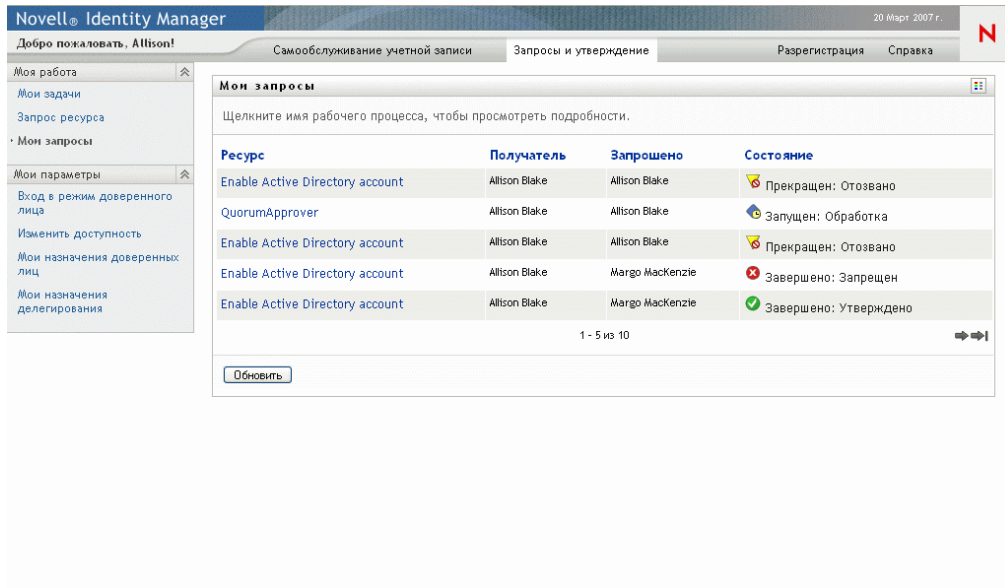 Novell® Identity Manager
20 Март 2007 г.
N
Добро пожаловать, Allison!
Самообслуживание учетной записи
Запросы и утверждение
Разрегистрация
Справка
Моя работа
Мои задачи
Запрос ресурса
Мои запросы
Мои параметры
Вход в режим доверенного
лица
Изменить доступность
Мои назначения доверенных
лиц
Мои назначения
делегирования
Мои запросы
Щелкните имя рабочего процесса, чтобы просмотреть подробности.
Ресурс Получатель Запрошено Состояние
Enable Active Directory account Allison Blake Allison Blake Прекращен: Отозвано
QuorumApprover Allison Blake Allison Blake Запущен: Обработка
Enable Active Directory account Allison Blake Allison Blake Прекращен: Отозвано
Enable Active Directory account Allison Blake Margo MacKenzie Завершено: Запрещен
Enable Active Directory account Allison Blake Margo MacKenzie Завершено: Утверждено
1 - 5 из 10
Обновить